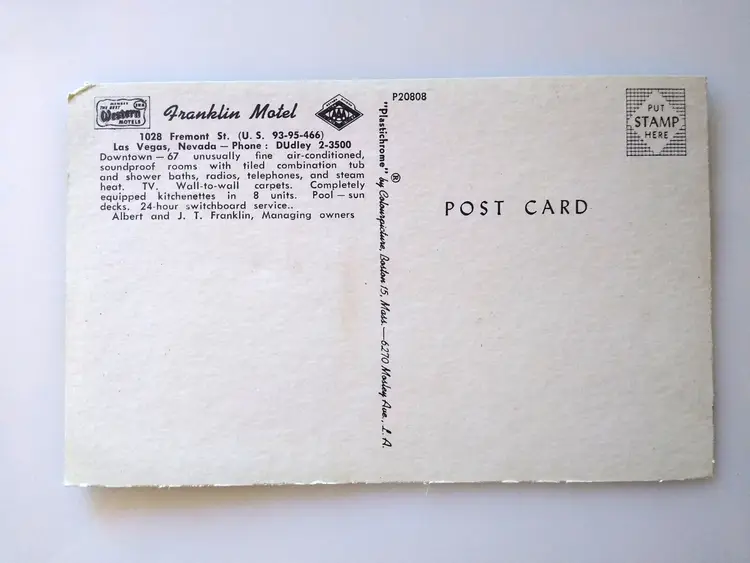 MEMBER
THE BEST
Western
MOTELS
Franklin Motel
AAA
1028 Fremont St. (U. S. 93-95-466)
Las Vegas, Nevada — Phone: DUdley 2-3500
Downtown — 67 unusually fine air-conditioned,
soundproof rooms with tiled combination tub
and shower baths, radios, telephones, and steam
heat. TV. Wall-to-wall carpets. Completely
equipped kitchenettes in 8 units. Pool — sun
decks. 24-hour switchboard service..
Albert and J. T. Franklin, Managing owners
"Plastichrome" ® by Colourpicture, Boston 15, Mass. — 6270 Mosley Ave., L. A.
P20808
PUT
STAMP
HERE
POST CARD